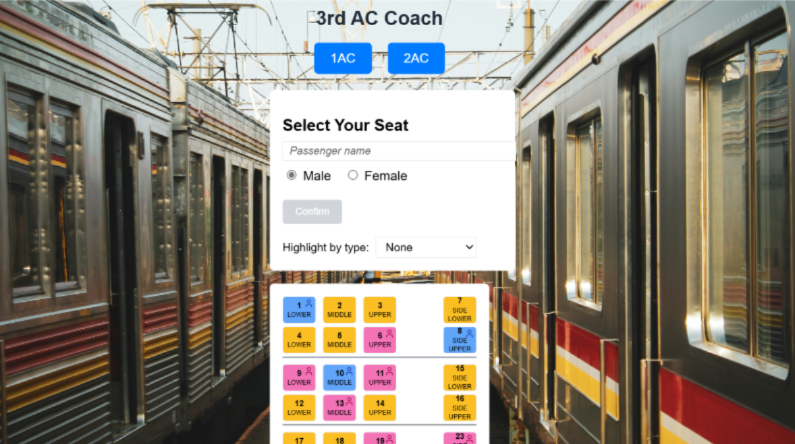 3rd AC Coach
1AC 2AC
Select Your Seat
Passenger name
Male Female
Confirm
Highlight by type: None
1 2 3 7
LOWER MIDDLE UPPER SIDE
LOWER
4 5 6 8
LOWER MIDDLE UPPER SIDE
UPPER
9 10 11 15
LOWER MIDDLE UPPER SIDE
LOWER
12 13 14 16
LOWER MIDDLE UPPER SIDE
UPPER
17 18 19 23